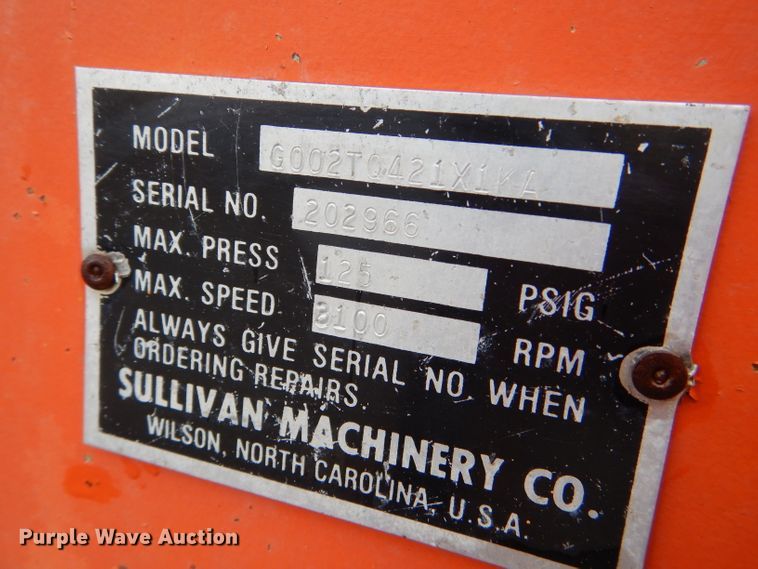 MODEL G002TQ421X1KA
SERIAL NO. 202966
MAX. PRESS 125 PSIG
MAX. SPEED 3100 RPM
ALWAYS GIVE SERIAL NO. WHEN
ORDERING REPAIRS.
SULLIVAN MACHINERY CO.
WILSON, NORTH CAROLINA, U.S.A.
Purple Wave Auction